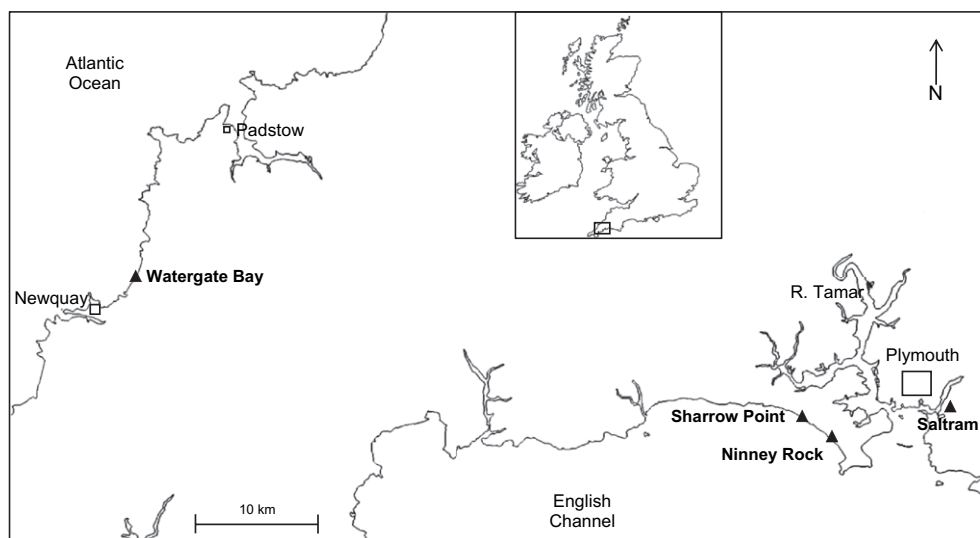 Atlantic
Ocean
N
Padstow
Watergate Bay
Newquay
R. Tamar
Plymouth
Sharrow Point
Saltram
Ninney Rock
10 km
English
Channel